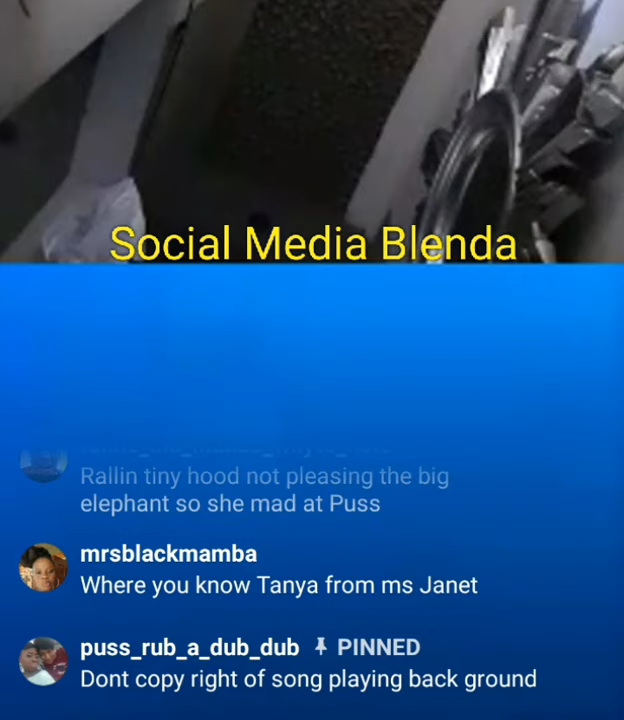 Social Media Blenda
Rallin tiny hood not pleasing the big
elephant so she mad at Puss
mrsblackmamba
Where you know Tanya from ms Janet
puss_rub_a_dub_dub PINNED
Dont copy right of song playing back ground